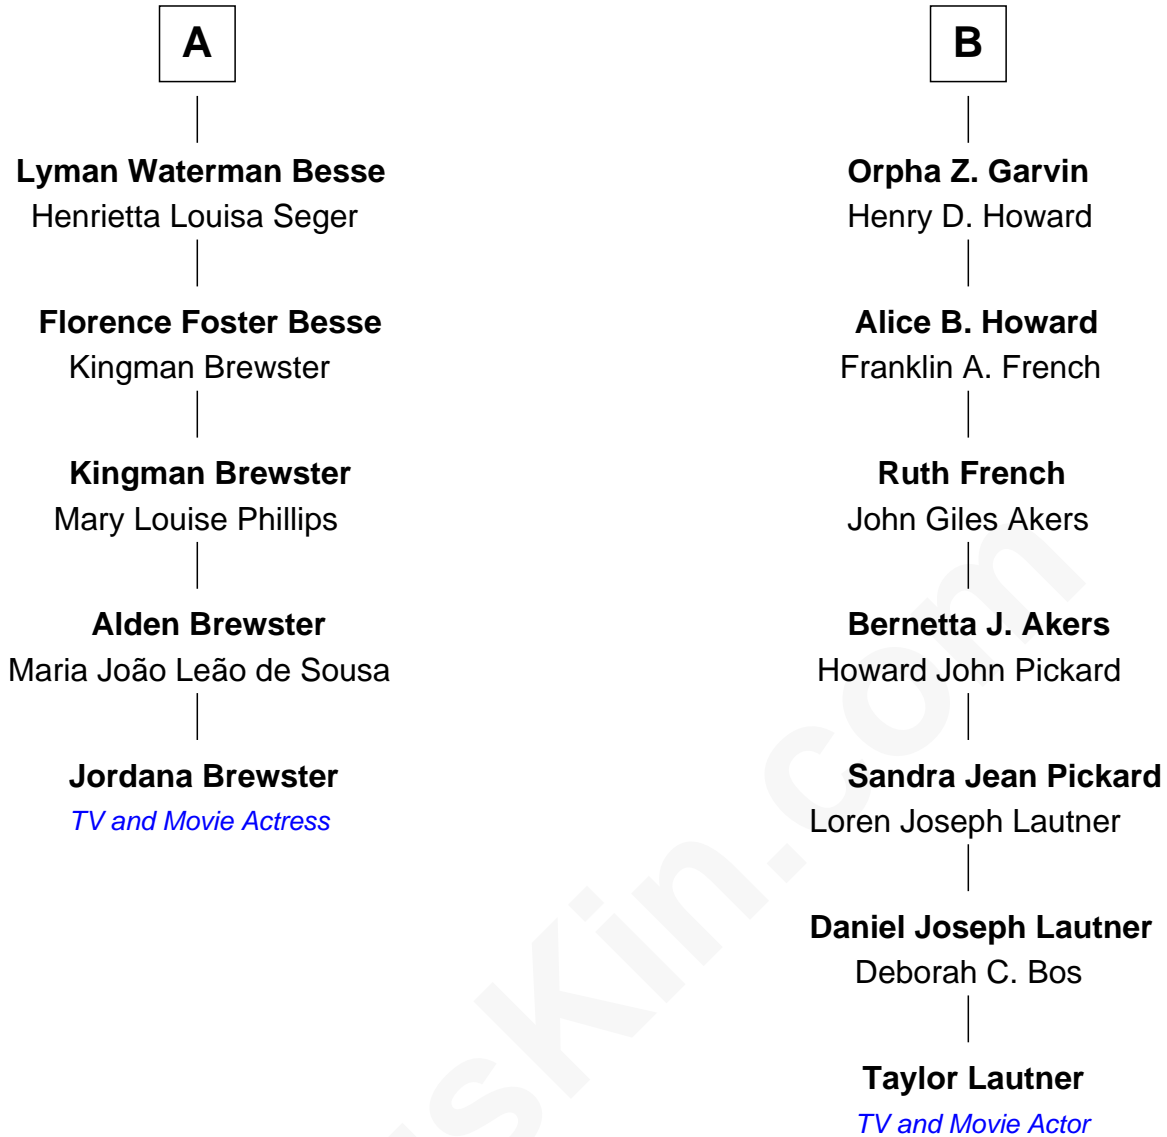 A
Lyman Waterman Besse
Henrietta Louisa Seger
Florence Foster Besse
Kingman Brewster
Kingman Brewster
Mary Louise Phillips
Alden Brewster
Maria João Leão de Sousa
Jordana Brewster
TV and Movie Actress
B
Orpha Z. Garvin
Henry D. Howard
Alice B. Howard
Franklin A. French
Ruth French
John Giles Akers
Bernetta J. Akers
Howard John Pickard
Sandra Jean Pickard
Loren Joseph Lautner
Daniel Joseph Lautner
Deborah C. Bos
Taylor Lautner
TV and Movie Actor
sKin.com